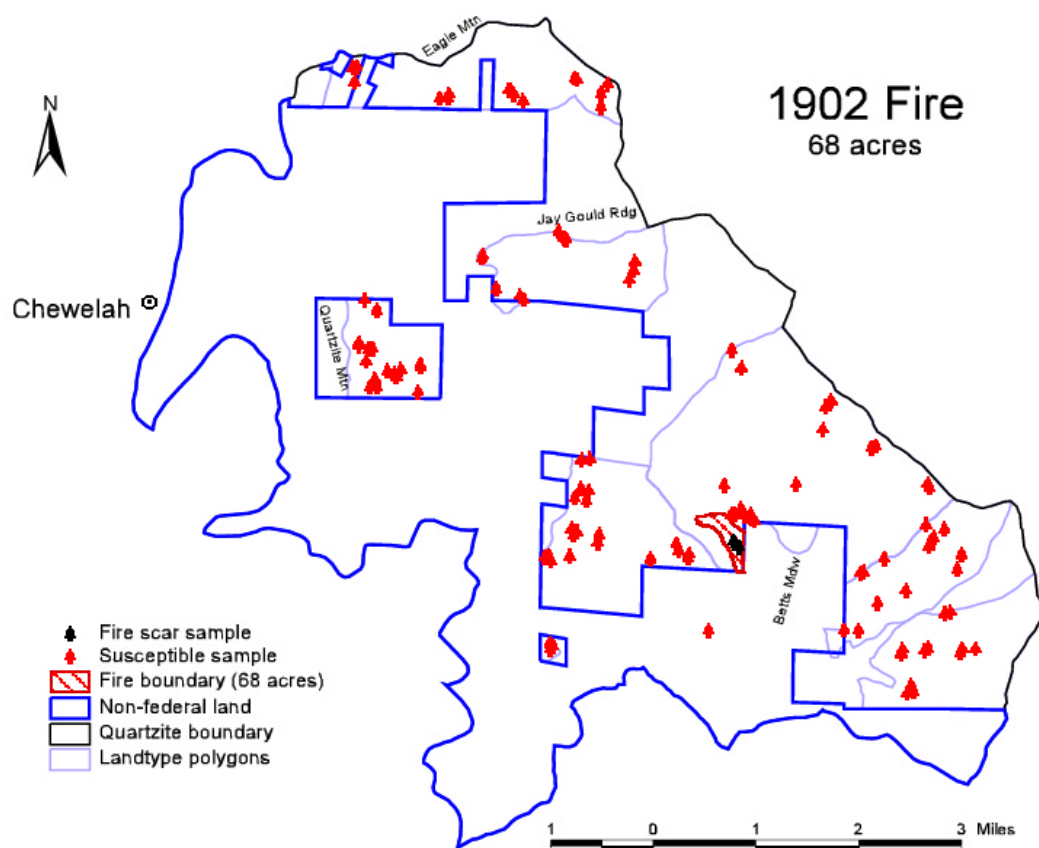 Eagle Mtn
N
1902 Fire
68 acres
Jay Gould Rdg
Chewelah
Quartzite Mtn
Betts Mdw
Fire scar sample
Susceptible sample
Fire boundary (68 acres)
Non-federal land
Quartzite boundary
Landtype polygons
1 0 1 2 3 Miles